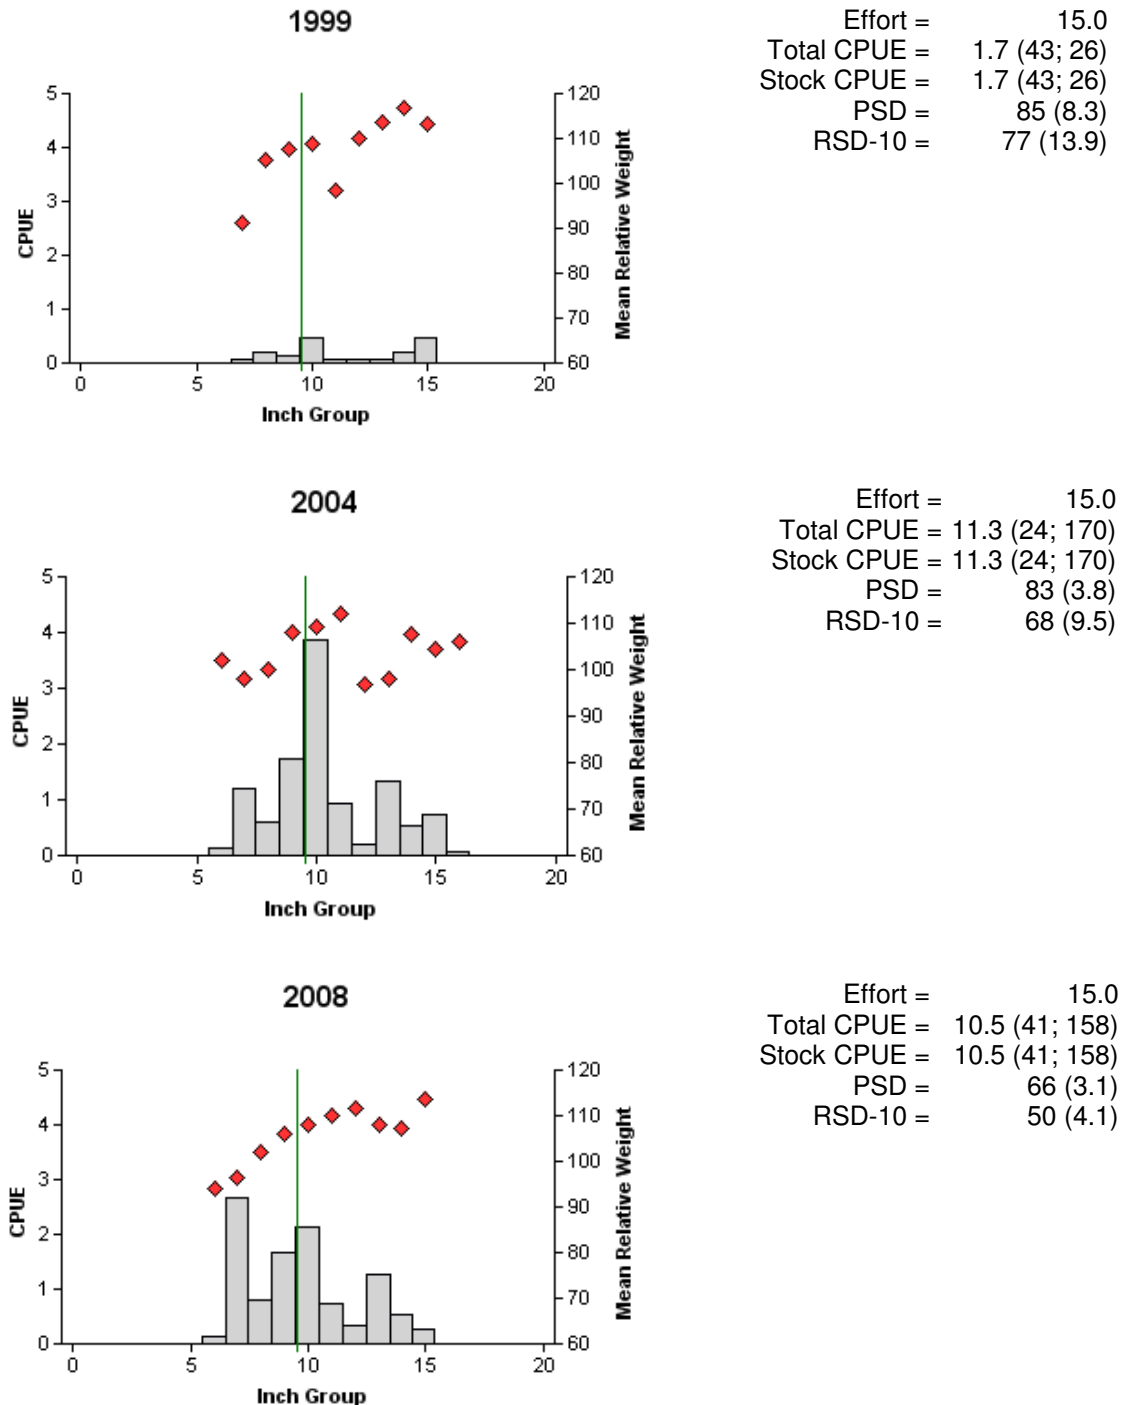 1999
Effort = 15.0
Total CPUE = 1.7 (43; 26)
Stock CPUE = 1.7 (43; 26)
PSD = 85 (8.3)
RSD-10 = 77 (13.9)
5
4
3
2
1
0
CPUE
120
110
100
90
80
70
60
Mean Relative Weight
0 5 10 15 20
Inch Group
2004
Effort = 15.0
Total CPUE = 11.3 (24; 170)
Stock CPUE = 11.3 (24; 170)
PSD = 83 (3.8)
RSD-10 = 68 (9.5)
5
4
3
2
1
0
CPUE
120
110
100
90
80
70
60
Mean Relative Weight
0 5 10 15 20
Inch Group
2008
Effort = 15.0
Total CPUE = 10.5 (41; 158)
Stock CPUE = 10.5 (41; 158)
PSD = 66 (3.1)
RSD-10 = 50 (4.1)
5
4
3
2
1
0
CPUE
120
110
100
90
80
70
60
Mean Relative Weight
0 5 10 15 20
Inch Group